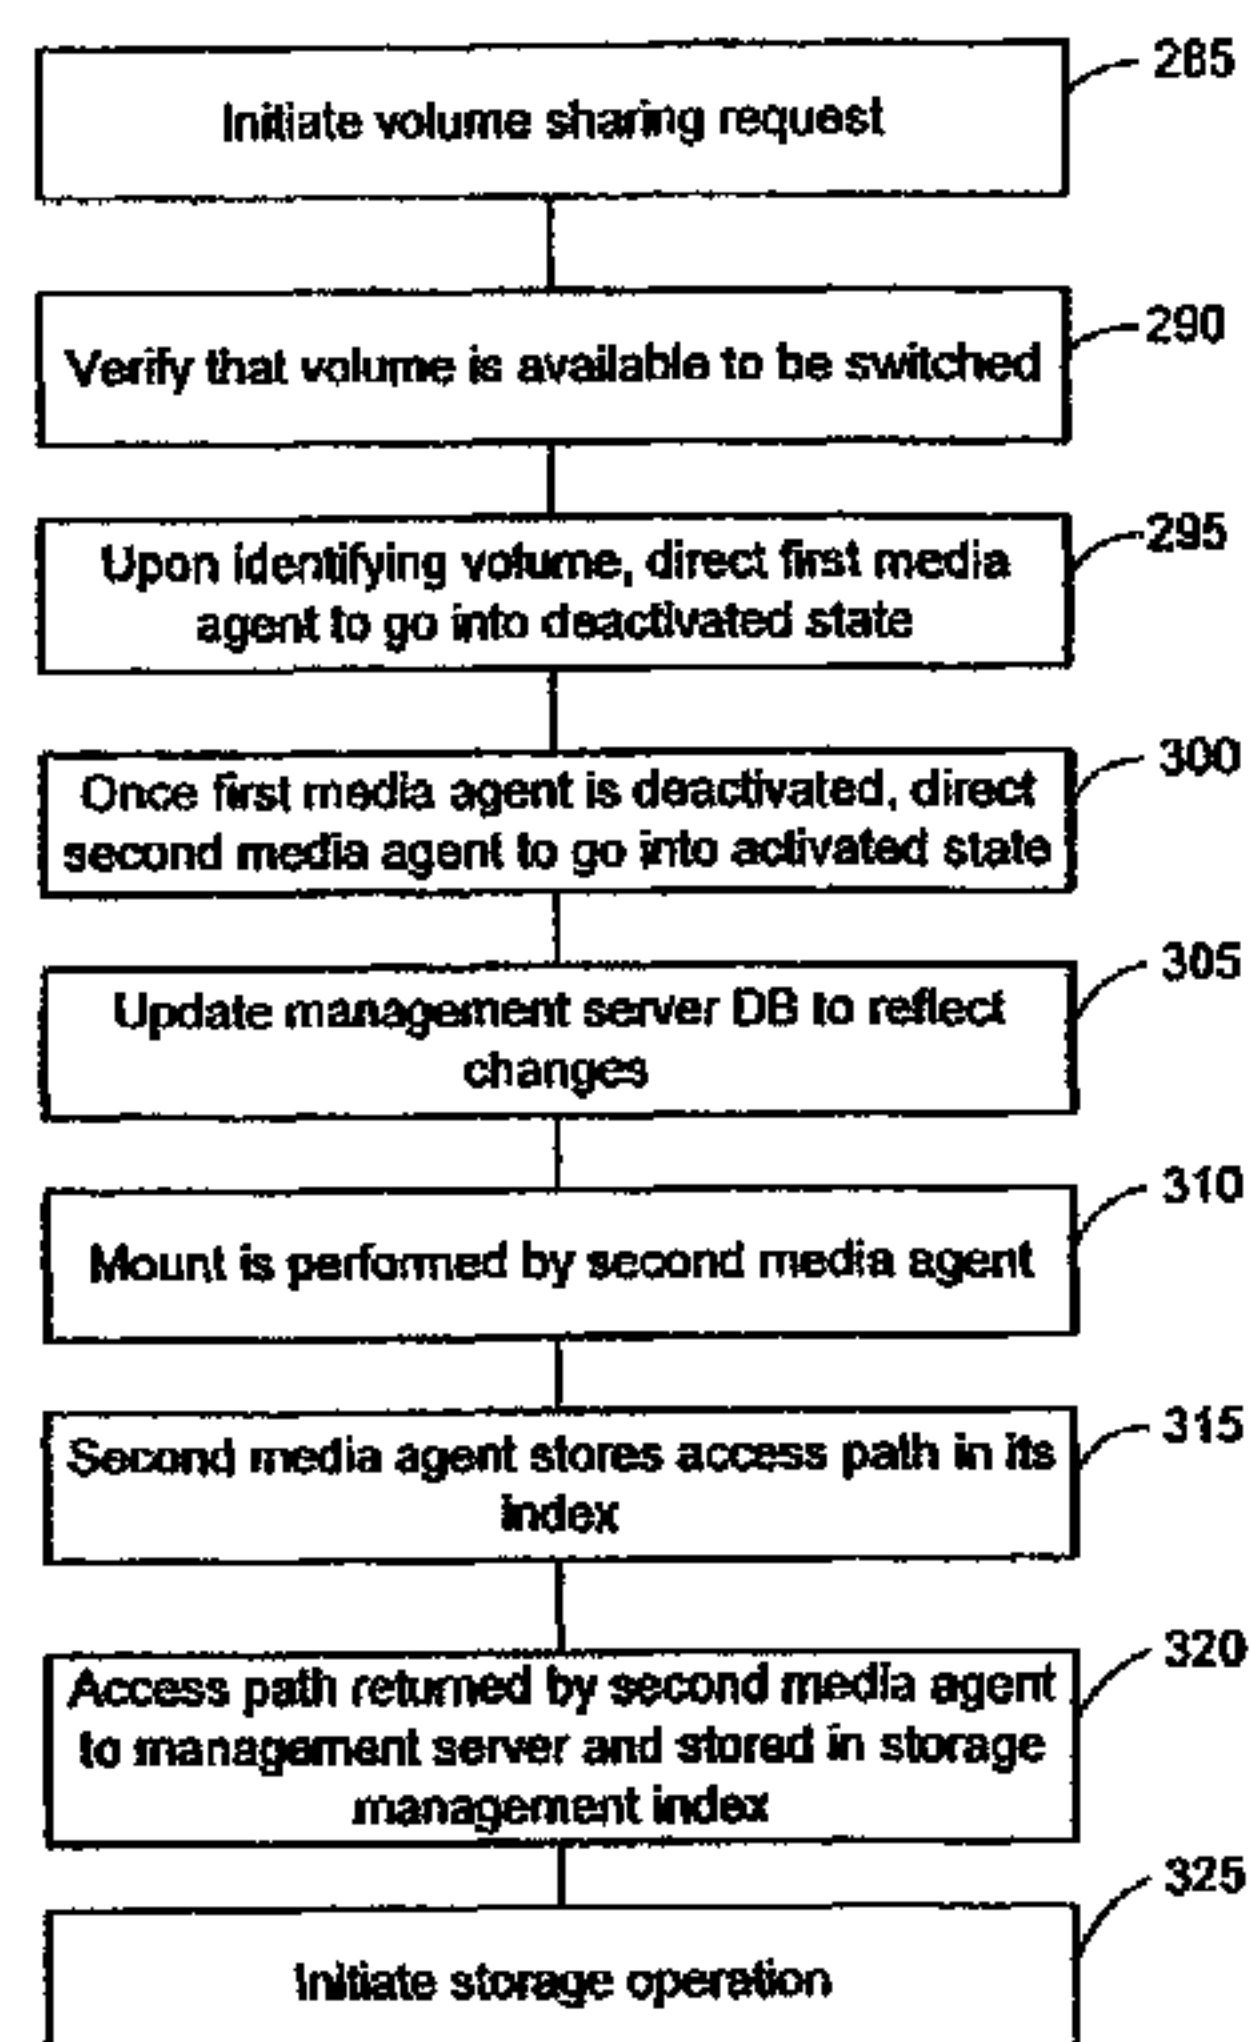 Initiate volume sharing request
285
Verify that volume is available to be switched
290
Upon identifying volume, direct first media
agent to go into deactivated state
295
Once first media agent is deactivated, direct
second media agent to go into activated state
300
Update management server DB to reflect
changes
305
Mount is performed by second media agent
310
Second media agent stores access path in its
index
315
Access path returned by second media agent
to management server and stored in storage
management index
320
Initiate storage operation
325